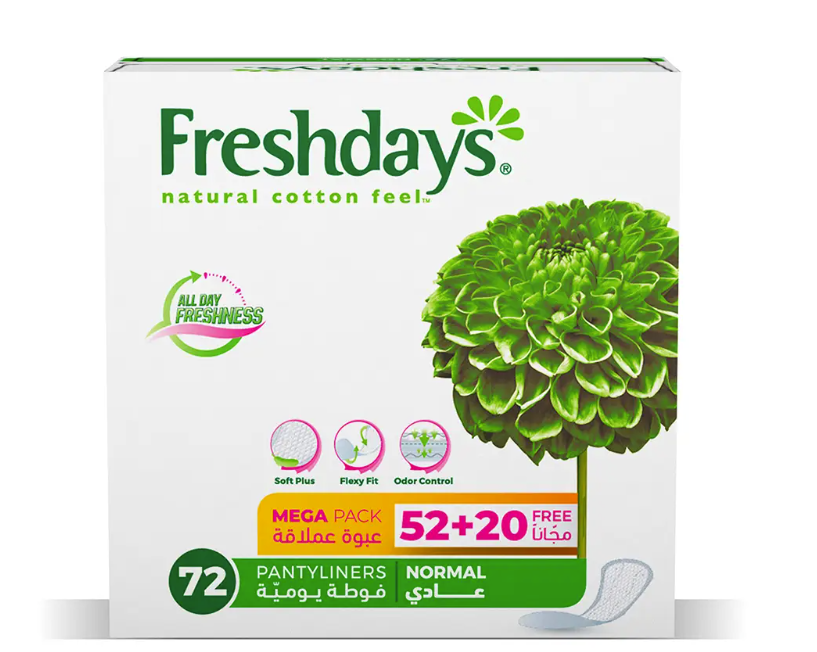 Freshdays®
natural cotton feel™
ALL DAY
FRESHNESS
Soft Plus Flexy Fit Odor Control
MEGA PACK 52+20 FREE
عبوة عملاقة مجّاناً
72 PANTYLINERS NORMAL
فوطة يوميّة عادي